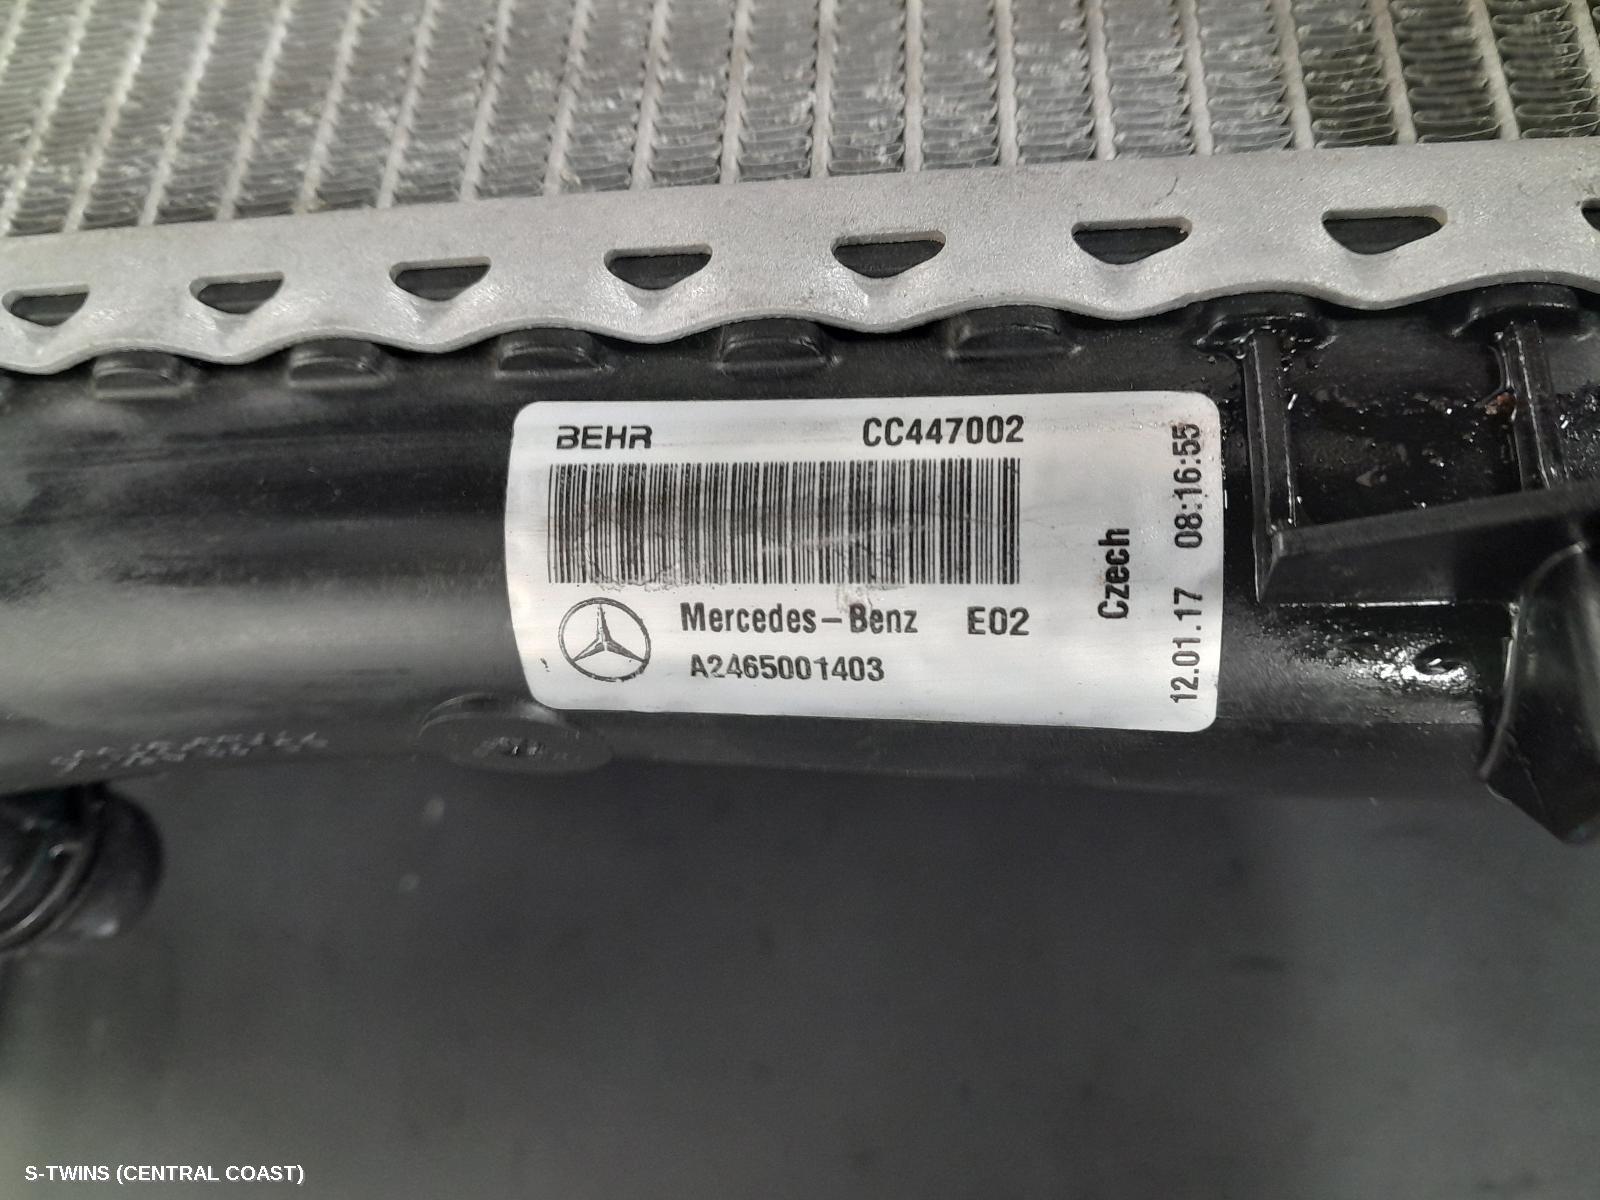 BEHR CC447002
Mercedes-Benz E02
A2465001403
Czech
12.01.17 08:16:55
S-TWINS (CENTRAL COAST)